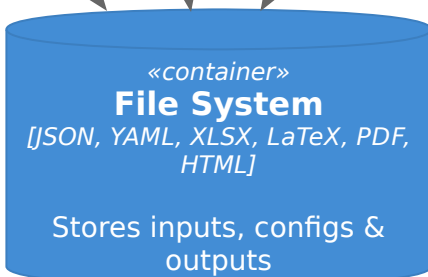 «container»
File System
[JSON, YAML, XLSX, LaTeX, PDF,
HTML]
Stores inputs, configs &
outputs